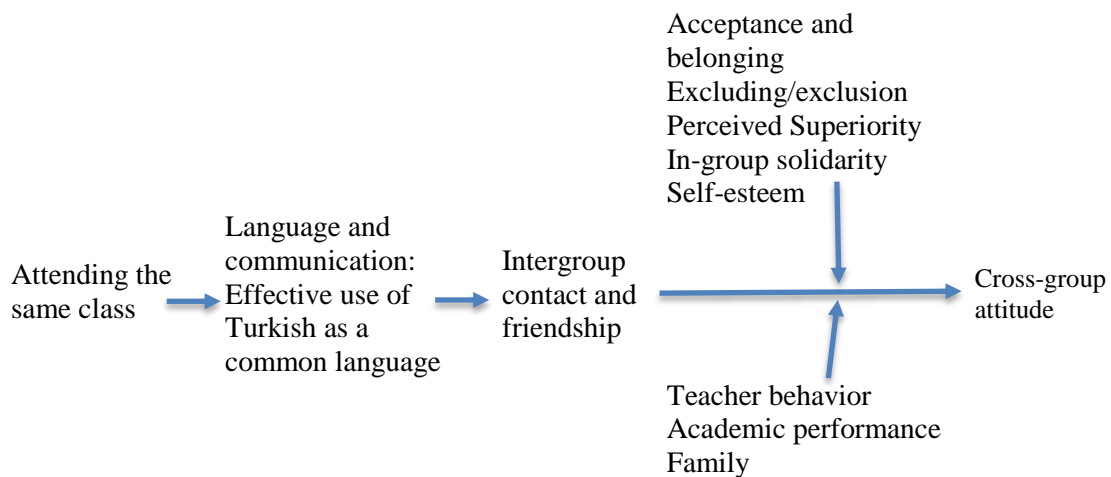 Acceptance and
belonging
Excluding/exclusion
Perceived Superiority
In-group solidarity
Self-esteem
Attending the
same class
Language and
communication:
Effective use of
Turkish as a
common language
Intergroup
contact and
friendship
Cross-group
attitude
Teacher behavior
Academic performance
Family